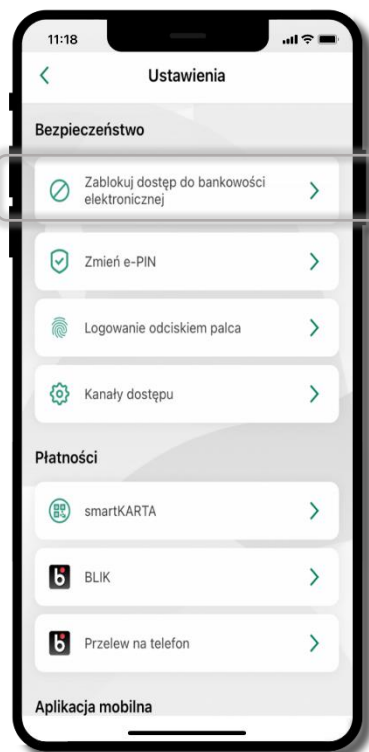 11:18
Ustawienia
Bezpieczeństwo
Zablokuj dostęp do bankowości
elektronicznej
Zmień e-PIN
Logowanie odciskiem palca
Kanały dostępu
Płatności
smartKARTA
BLIK
Przelew na telefon
Aplikacja mobilna